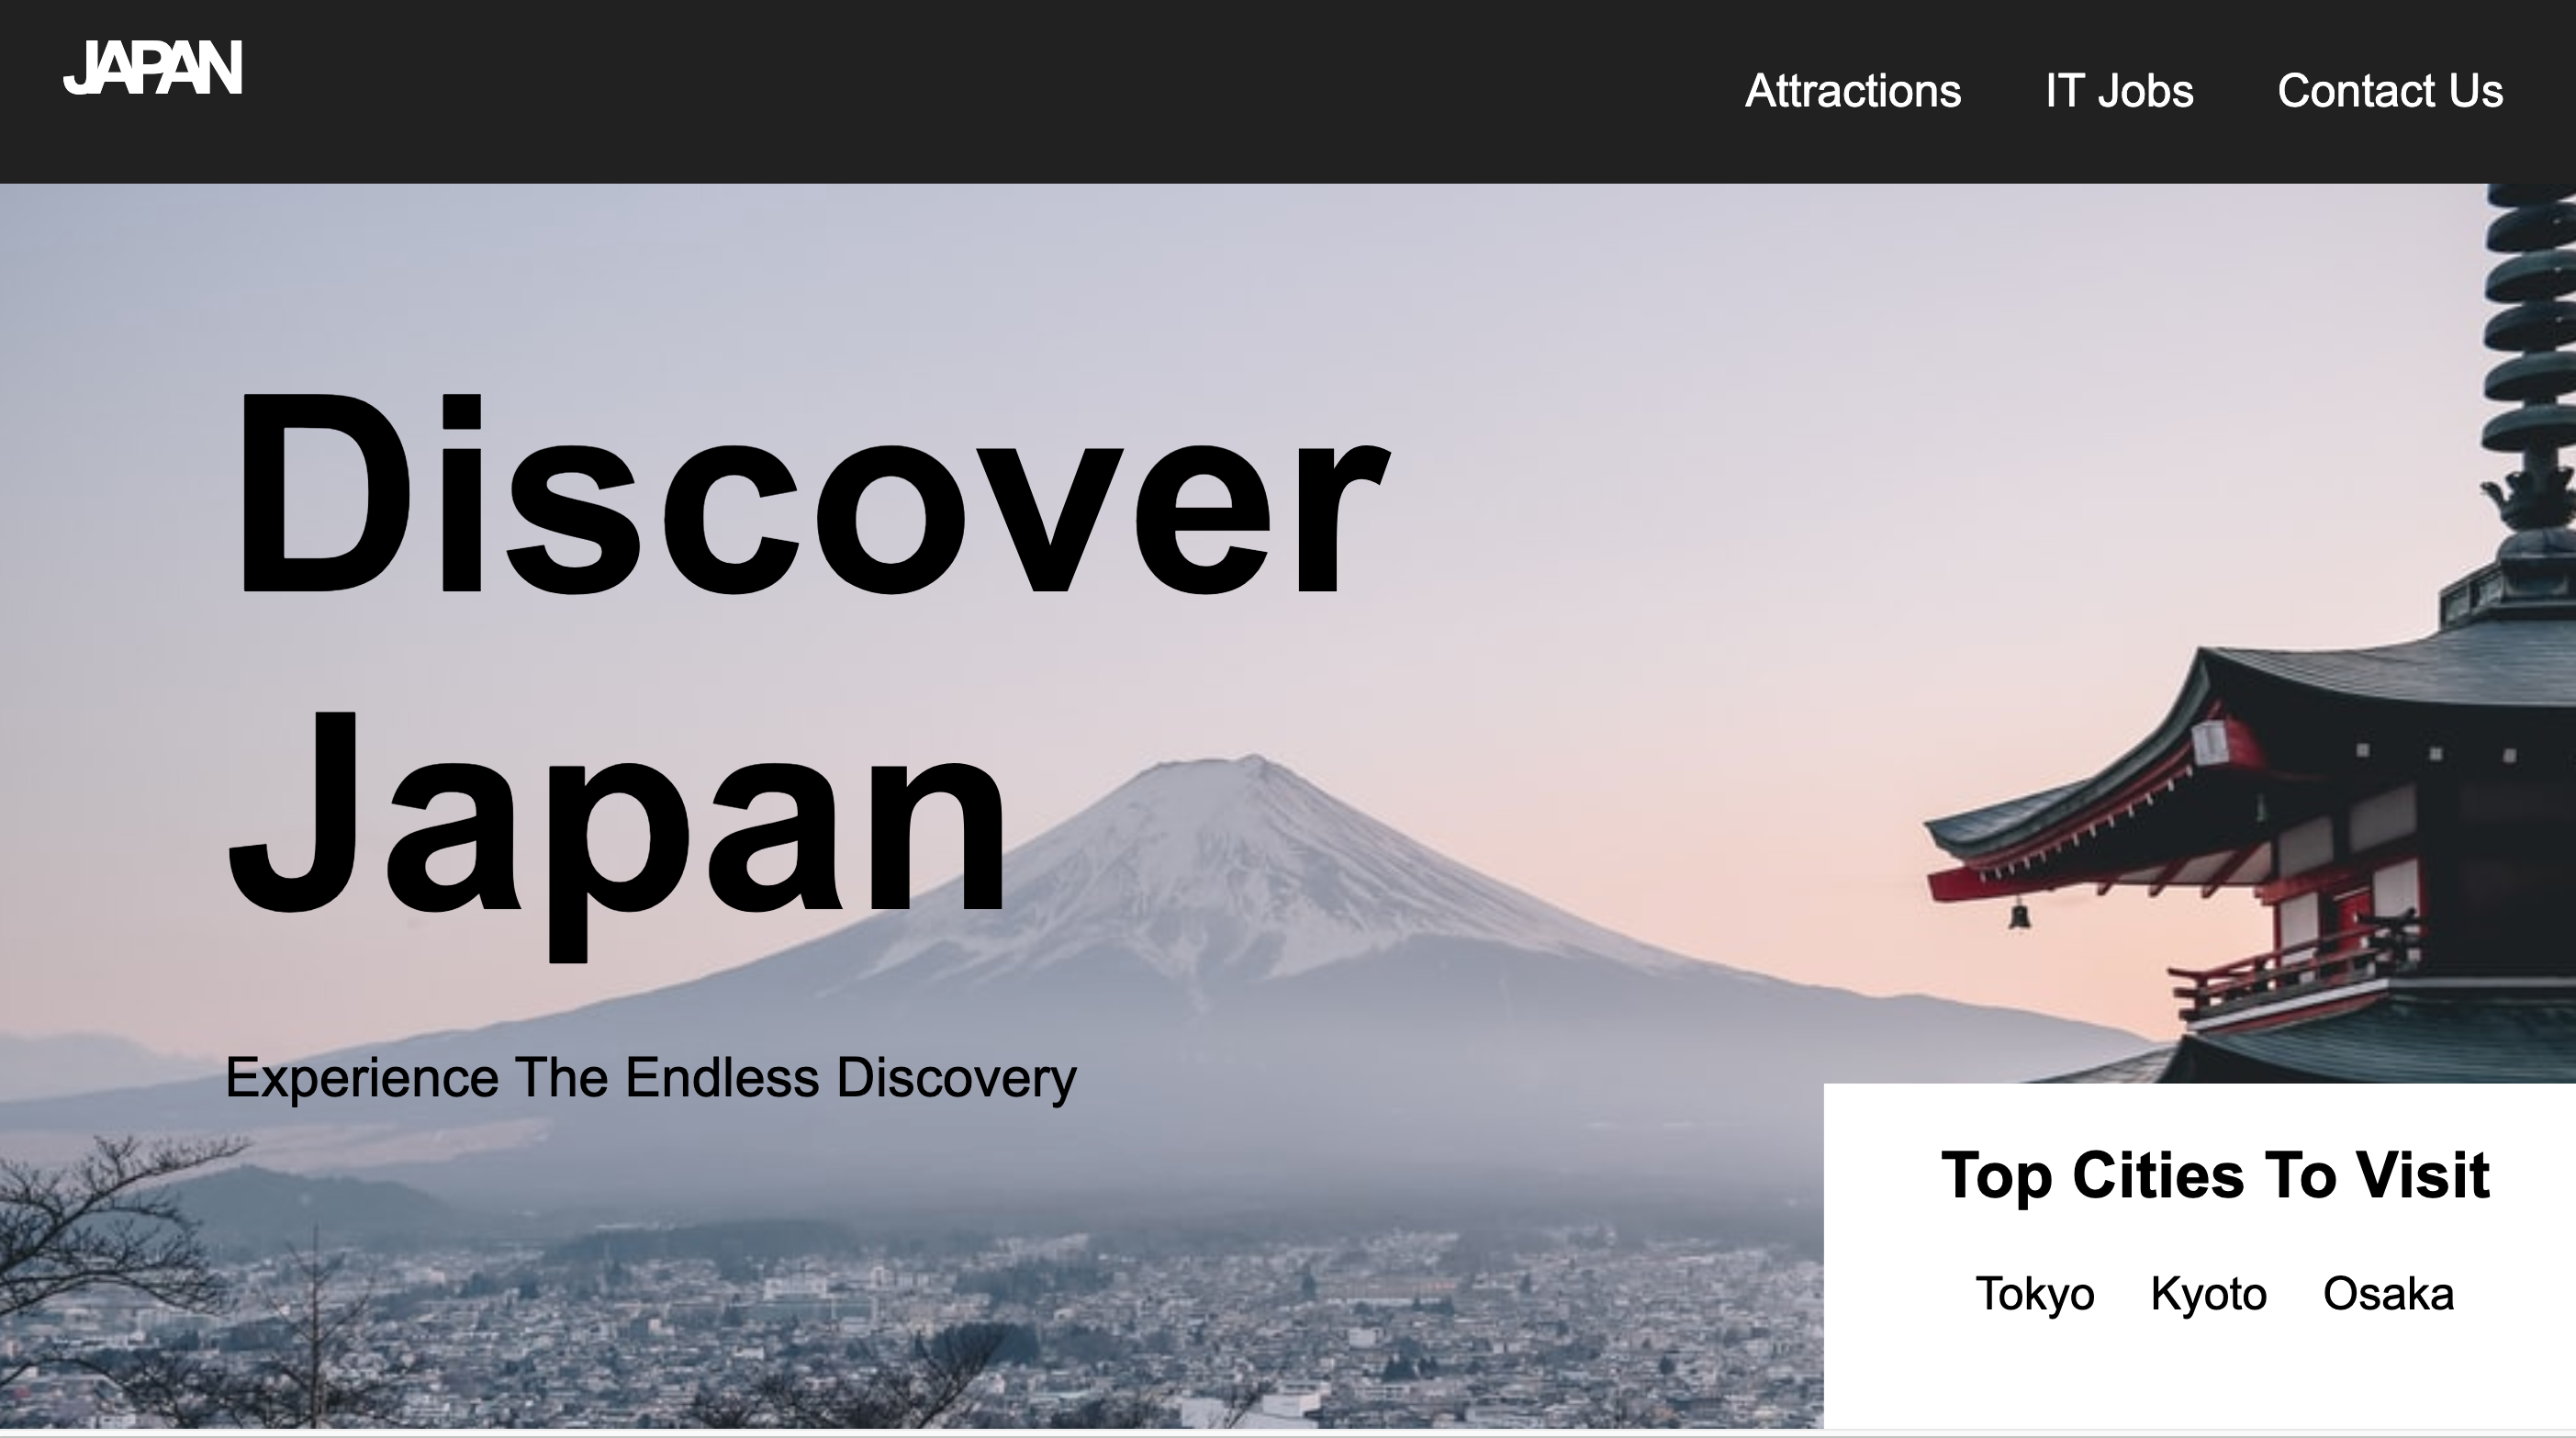 JAPAN
Attractions IT Jobs Contact Us
Discover
Japan
Experience The Endless Discovery
Top Cities To Visit
Tokyo Kyoto Osaka